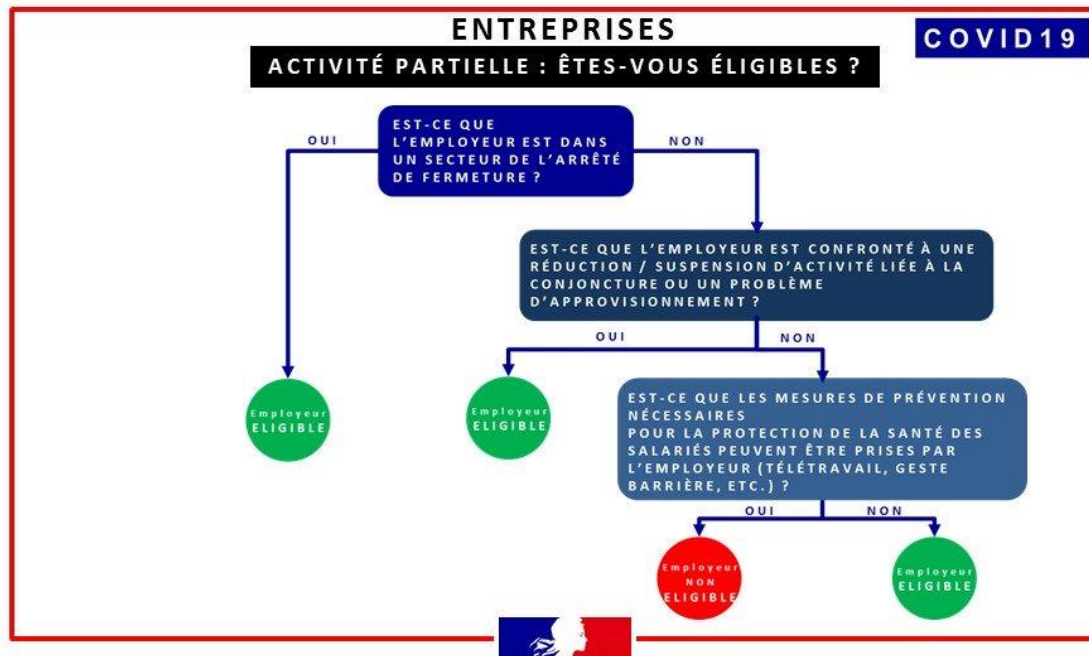 ENTREPRISES
COVID19
ACTIVITÉ PARTIELLE : ÊTES-VOUS ÉLIGIBLES ?
EST-CE QUE
L'EMPLOYEUR EST DANS
UN SECTEUR DE L'ARRÊTÉ
DE FERMETURE ?
OUI
NON
EST-CE QUE L'EMPLOYEUR EST CONFRONTÉ À UNE
RÉDUCTION / SUSPENSION D'ACTIVITÉ LIÉE À LA
CONJONCTURE OU UN PROBLÈME
D'APPROVISIONNEMENT ?
OUI
NON
Employeur
ELIGIBLE
Employeur
ELIGIBLE
EST-CE QUE LES MESURES DE PRÉVENTION
NÉCESSAIRES
POUR LA PROTECTION DE LA SANTÉ DES
SALARIÉS PEUVENT ÊTRE PRISES PAR
L'EMPLOYEUR (TÉLÉTRAVAIL, GESTE
BARRIÈRE, ETC.) ?
OUI
NON
Employeur
NON
ELIGIBLE
Employeur
ELIGIBLE